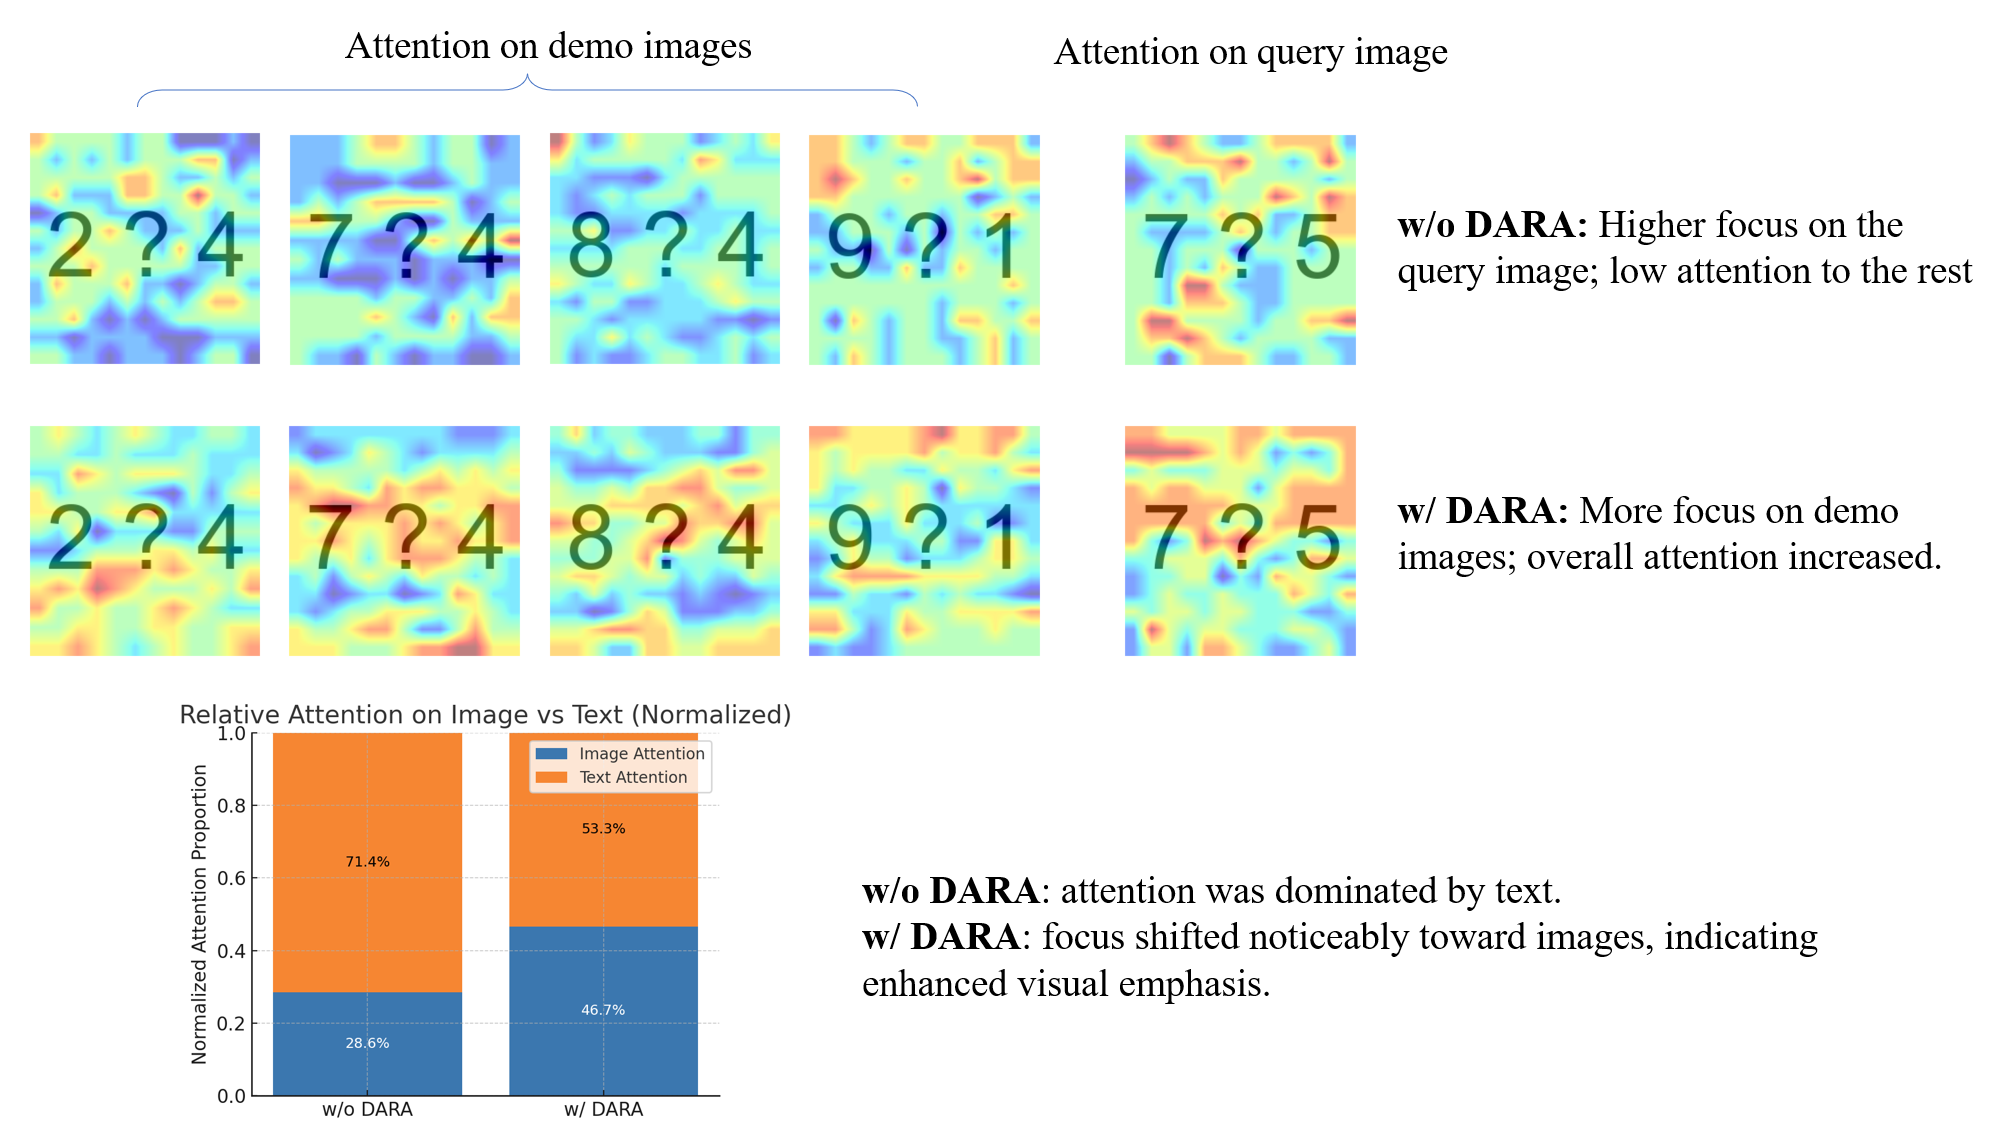 Attention on demo images
Attention on query image
2 ? 4
7 ? 4
8 ? 4
9 ? 1
7 ? 5
w/o DARA: Higher focus on the
query image; low attention to the rest
2 ? 4
7 ? 4
8 ? 4
9 ? 1
7 ? 5
w/ DARA: More focus on demo
images; overall attention increased.
Relative Attention on Image vs Text (Normalized)
Normalized Attention Proportion
1.0
0.8
0.6
0.4
0.2
0.0
Image Attention
Text Attention
71.4%
28.6%
53.3%
46.7%
w/o DARA
w/ DARA
w/o DARA: attention was dominated by text.
w/ DARA: focus shifted noticeably toward images, indicating
enhanced visual emphasis.